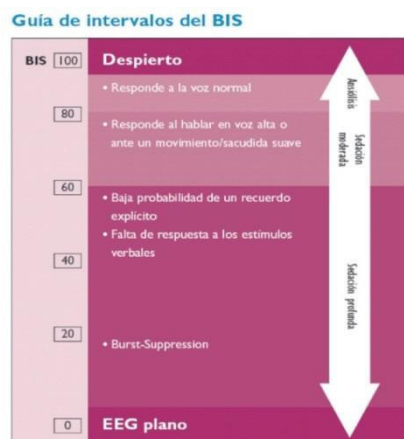 Guía de intervalos del BIS
BIS 100 Despierto
• Responde a la voz normal
80
• Responde al hablar en voz alta o
ante un movimiento/sacudida suave
60
• Baja probabilidad de un recuerdo
explícito
• Falta de respuesta a los estímulos
verbales
40
20
• Burst-Suppression
0 EEG plano
Ansiólisis
Sedación
moderada
Sedación profunda